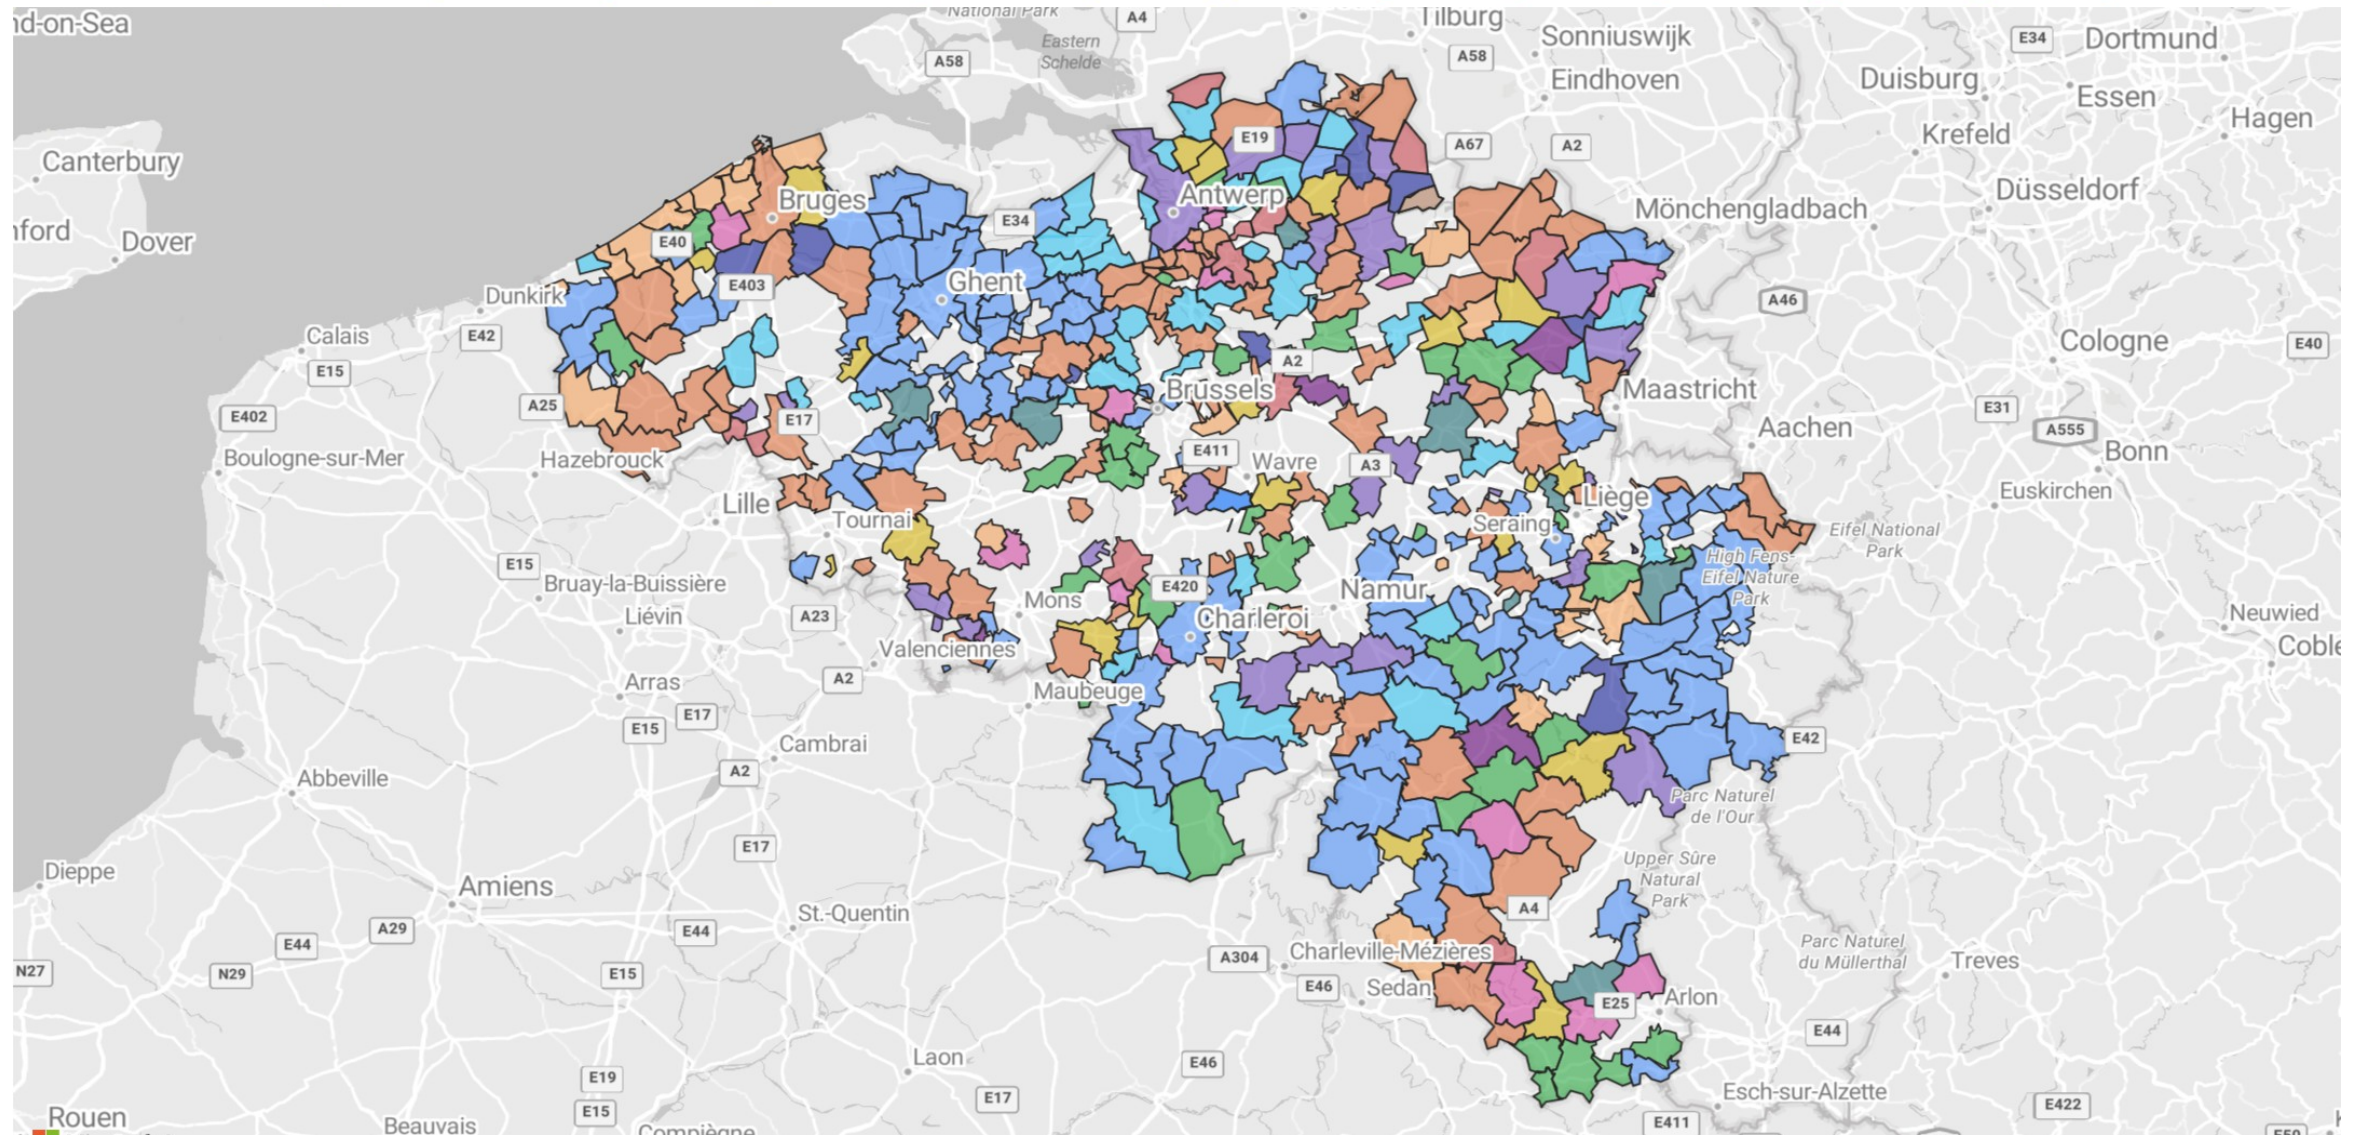 nd-on-Sea
National Park
A4
Tilburg
Eastern
Schelde
A58
A58
Sonniuswijk
Eindhoven
E34
Dortmund
Duisburg
Essen
Hagen
Krefeld
E19
A67
A2
Canterbury
Düsseldorf
Bruges
Antwerp
Mönchengladbach
E34
nford
Dover
E40
E403
Ghent
Dunkirk
A46
Calais
E42
Cologne
E40
E15
A2
Brussels
Maastricht
A25
E402
E17
E31
Aachen
A555
Bonn
Boulogne-sur-Mer
Hazebrouck
E411
Wavre
A3
Lille
Tournai
Liège
Seraing
Euskirchen
Eifel National
Park
High Fens-
Eifel Nature
Park
E15
Bruay-la-Buissière
Liévin
Mons
E420
Namur
A23
Charleroi
Neuwied
Valenciennes
Coble
Arras
A2
Maubeuge
E15
E17
Cambrai
E42
A2
Abbeville
Parc Naturel
de l'Our
E17
Dieppe
Upper Sûre
Natural
Park
Amiens
A4
St.-Quentin
A29
E44
E44
Charleville-Mézières
A304
Parc Naturel
du Müllerthal
Treves
N27
N29
E15
E46
Sedan
E25
Arlon
E44
Laon
E46
E19
E17
E15
Esch-sur-Alzette
E422
Rouen
Beauvais
Compiègne
E411
E50